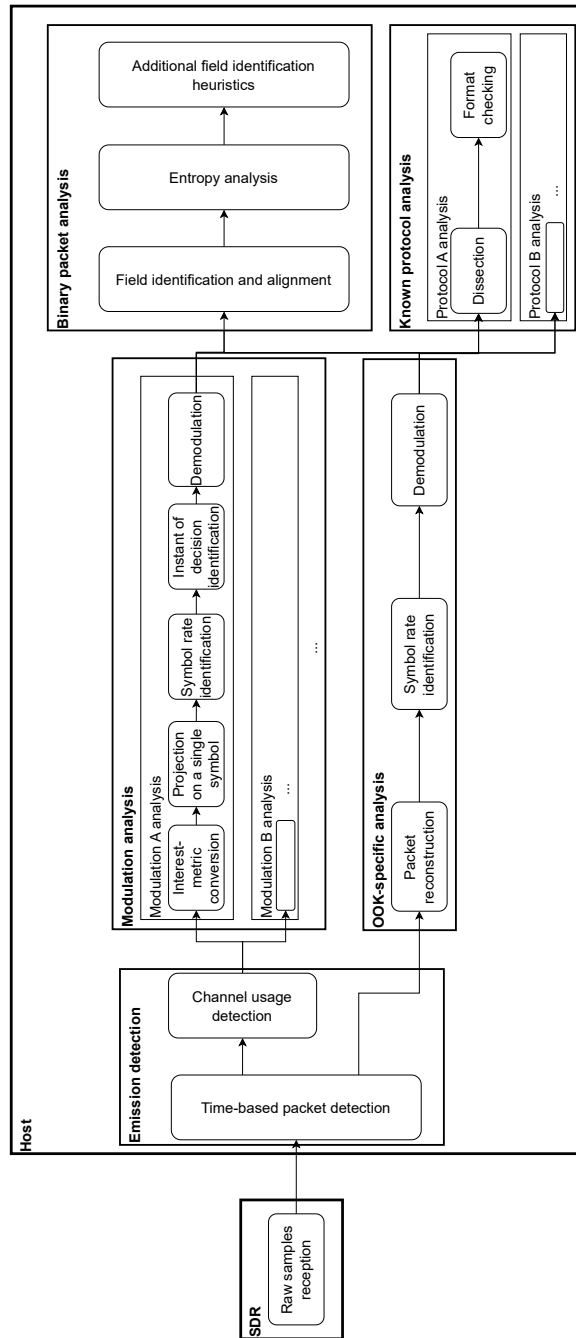 SDR
Raw samples
reception
Host
Emission detection
Time-based packet detection
Channel usage
detection
Modulation analysis
Modulation A analysis
Interest-
metric
conversion
Projection
on a single
symbol
Symbol rate
identification
Instant of
decision
identification
Demodulation
Modulation B analysis
...
...
OOK-specific analysis
Packet
reconstruction
Symbol rate
identification
Demodulation
Binary packet analysis
Field identification and alignment
Entropy analysis
Additional field identification
heuristics
Known protocol analysis
Protocol A analysis
Dissection
Format
checking
Protocol B analysis
...